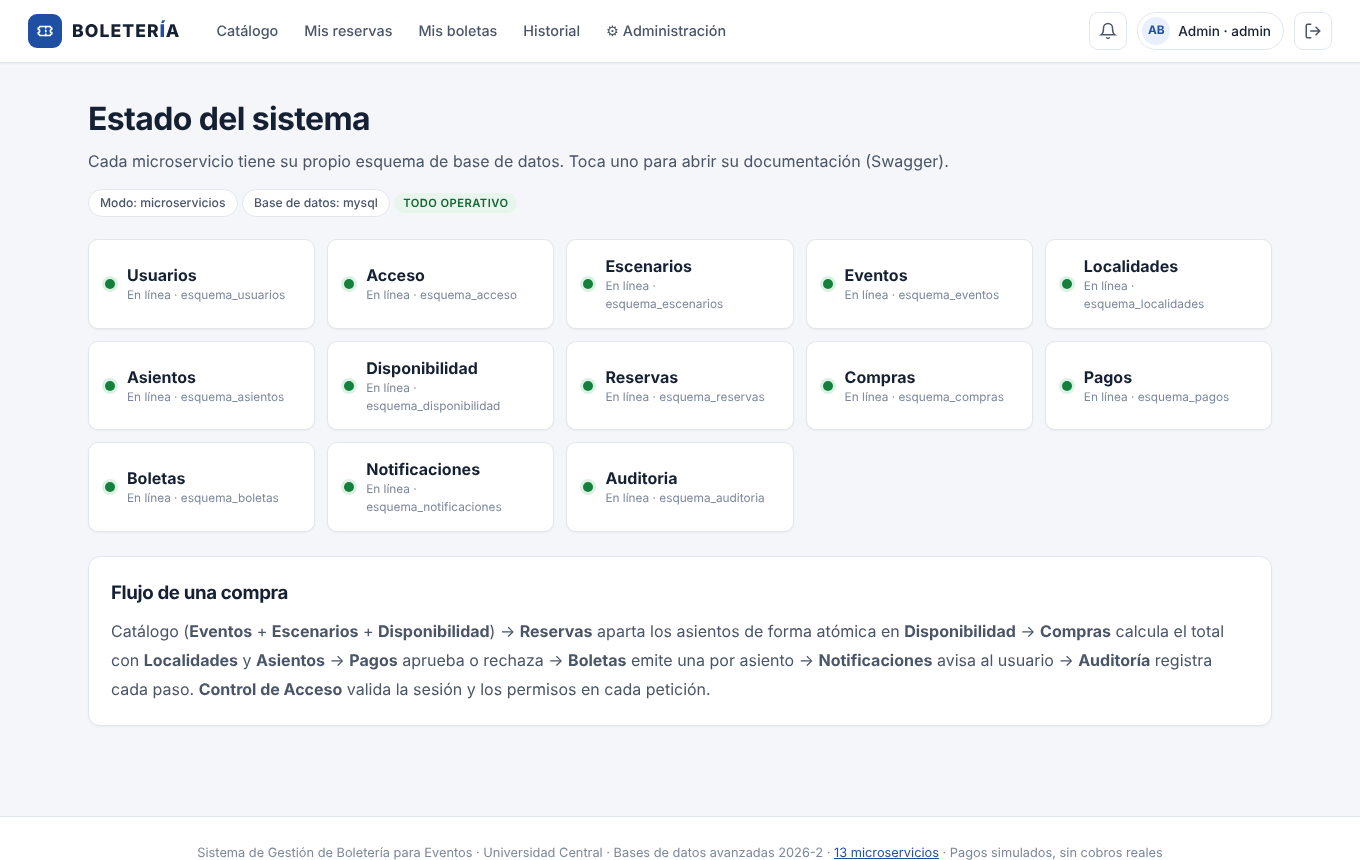 BOLETERÍA
Catálogo
Mis reservas
Mis boletas
Historial
⚙ Administración
AB
Admin · admin
Estado del sistema
Cada microservicio tiene su propio esquema de base de datos. Toca uno para abrir su documentación (Swagger).
Modo: microservicios
Base de datos: mysql
TODO OPERATIVO
Usuarios
En línea · esquema_usuarios
Acceso
En línea · esquema_acceso
Escenarios
En línea ·
esquema_escenarios
Eventos
En línea · esquema_eventos
Localidades
En línea ·
esquema_localidades
Asientos
En línea · esquema_asientos
Disponibilidad
En línea ·
esquema_disponibilidad
Reservas
En línea · esquema_reservas
Compras
En línea · esquema_compras
Pagos
En línea · esquema_pagos
Boletas
En línea · esquema_boletas
Notificaciones
En línea ·
esquema_notificaciones
Auditoria
En línea · esquema_auditoria
Flujo de una compra
Catálogo (Eventos + Escenarios + Disponibilidad) → Reservas aparta los asientos de forma atómica en Disponibilidad → Compras calcula el total
con Localidades y Asientos → Pagos aprueba o rechaza → Boletas emite una por asiento → Notificaciones avisa al usuario → Auditoría registra
cada paso. Control de Acceso valida la sesión y los permisos en cada petición.
Sistema de Gestión de Boletería para Eventos · Universidad Central · Bases de datos avanzadas 2026-2 · 13 microservicios · Pagos simulados, sin cobros reales